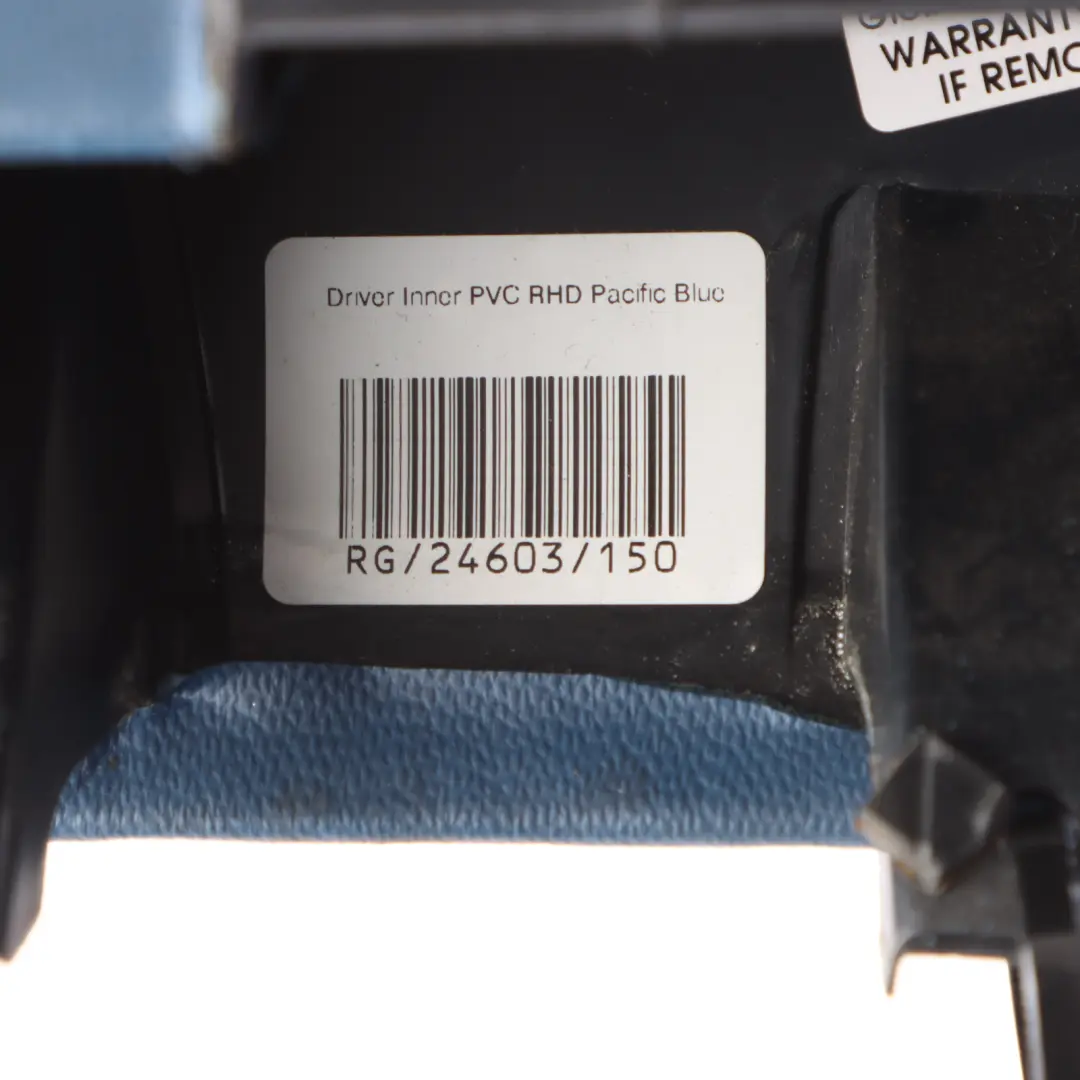 WARRANT
IF REMO
Driver Inner PVC RHD Pacific Blue
RG/24603/150